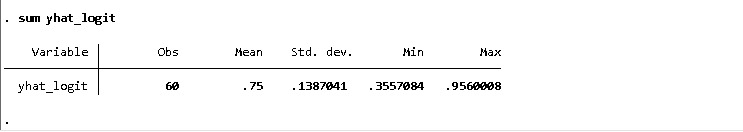 . sum yhat_logit
Variable Obs Mean Std. dev. Min Max
yhat_logit 60 .75 .1387041 .3557084 .9560008
.